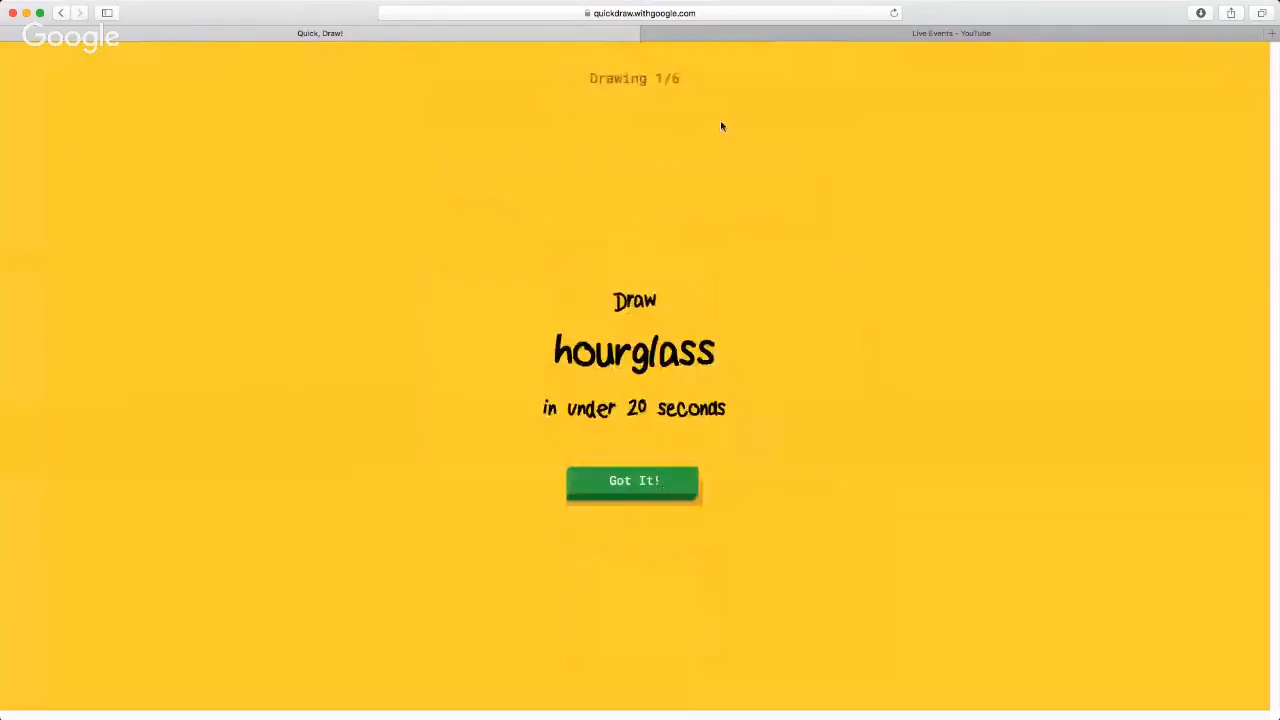 quickdraw.withgoogle.com
Quick, Draw!
Live Events - YouTube
Google
Drawing 1/6
Draw
hourglass
in under 20 seconds
Got It!